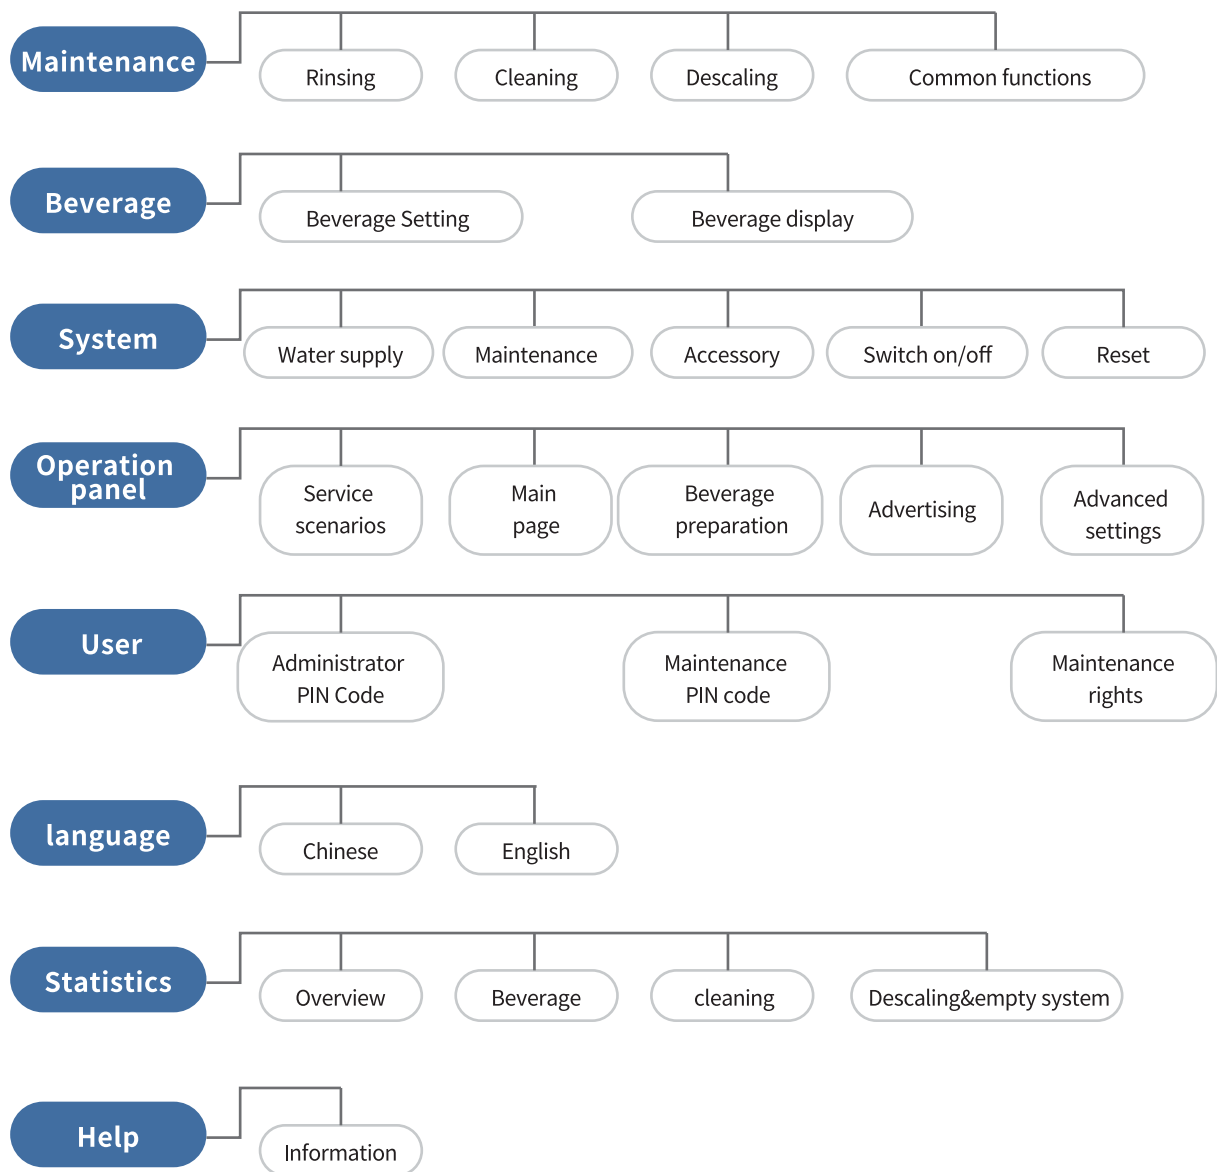 Maintenance
Rinsing
Cleaning
Descaling
Common functions
Beverage
Beverage Setting
Beverage display
System
Water supply
Maintenance
Accessory
Switch on/off
Reset
Operation
panel
Service
scenarios
Main
page
Beverage
preparation
Advertising
Advanced
settings
User
Administrator
PIN Code
Maintenance
PIN code
Maintenance
rights
language
Chinese
English
Statistics
Overview
Beverage
cleaning
Descaling&empty system
Help
Information